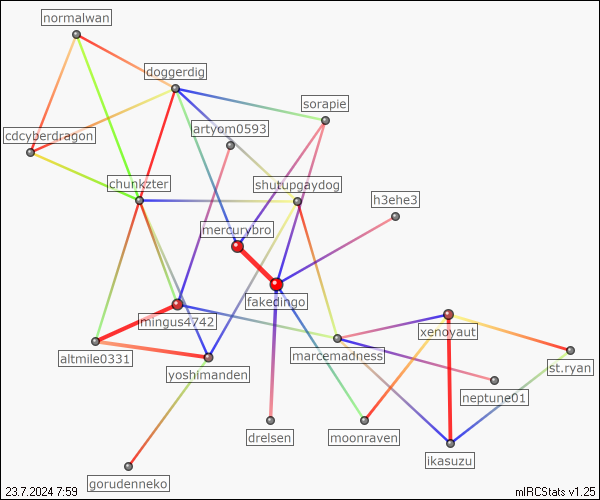 normalwan
doggerdig
sorapie
artyom0593
cdcyberdragon
chunkzter
shutupgaydog
h3ehe3
mercurybro
fakedingo
mingus4742
xenoyaut
altmile0331
marcemadness
yoshimanden
st.ryan
neptune01
drelsen
moonraven
ikasuzu
gorudenneko
23.7.2024 7:59
mIRCStats v1.25